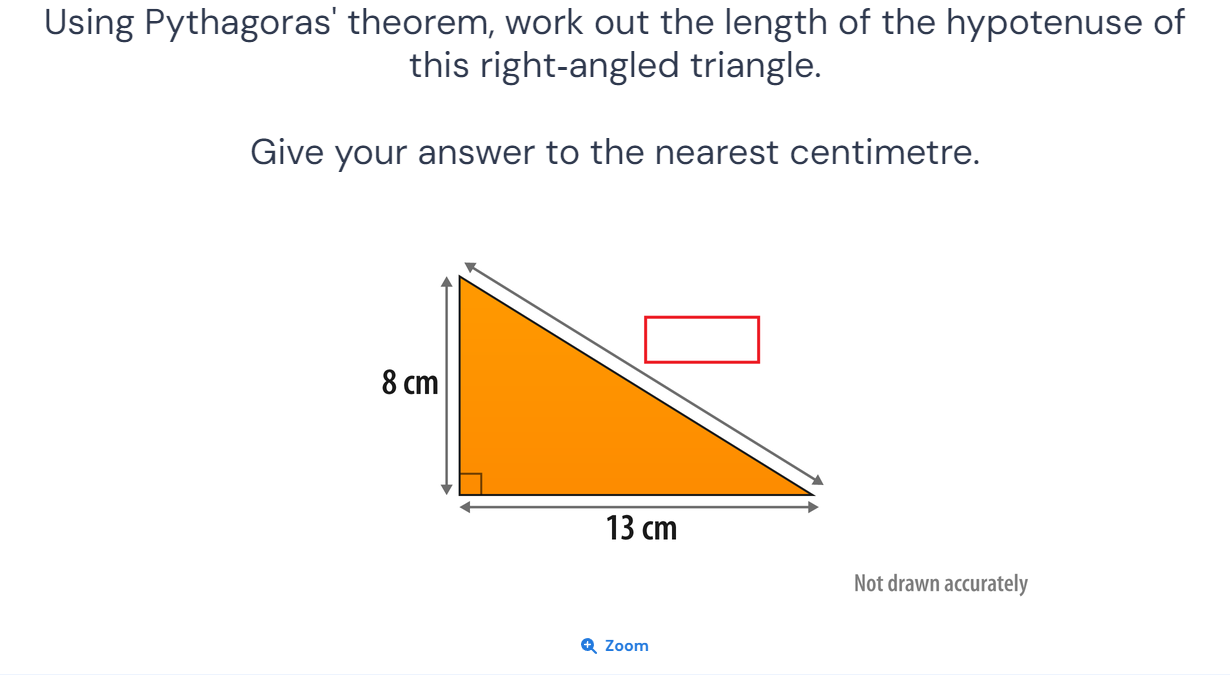 Using Pythagoras' theorem, work out the length of the hypotenuse of
this right-angled triangle.
Give your answer to the nearest centimetre.
8 cm
13 cm
Not drawn accurately
Zoom